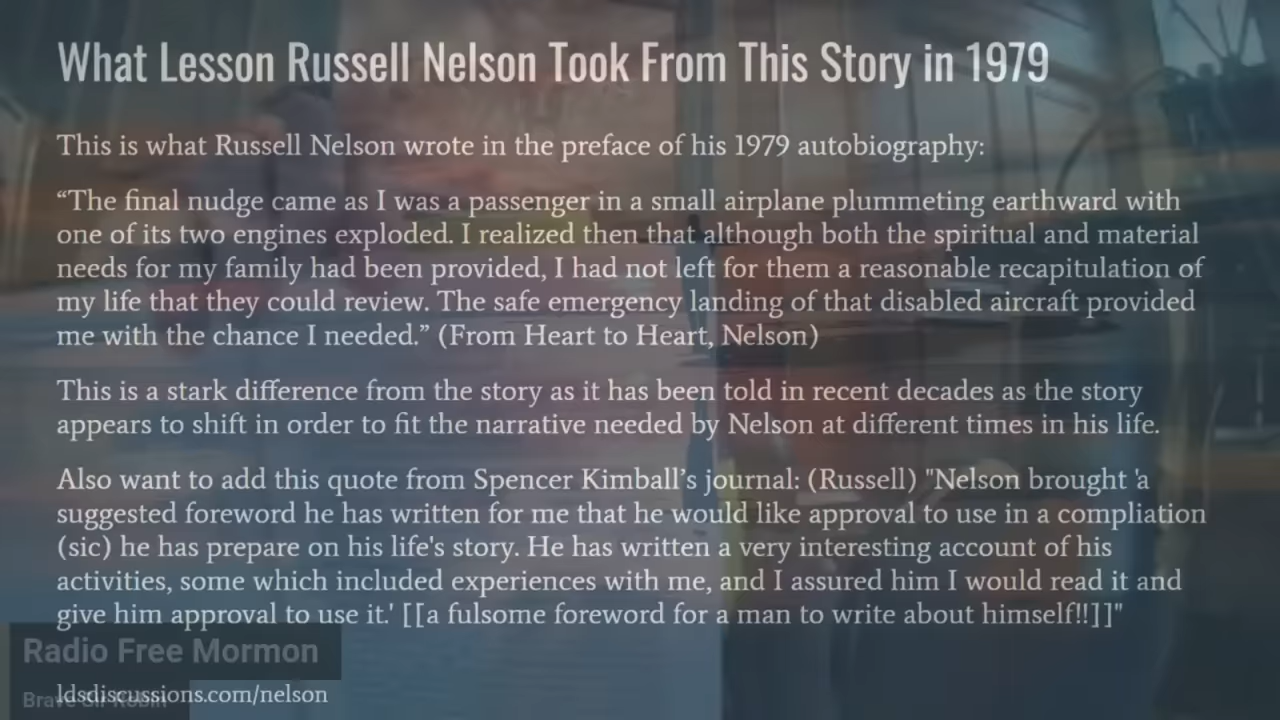 What Lesson Russell Nelson Took From This Story in 1979
This is what Russell Nelson wrote in the preface of his 1979 autobiography:
“The final nudge came as I was a passenger in a small airplane plummeting earthward with
one of its two engines exploded. I realized then that although both the spiritual and material
needs for my family had been provided, I had not left for them a reasonable recapitulation of
my life that they could review. The safe emergency landing of that disabled aircraft provided
me with the chance I needed.” (From Heart to Heart, Nelson)
This is a stark difference from the story as it has been told in recent decades as the story
appears to shift in order to fit the narrative needed by Nelson at different times in his life.
Also want to add this quote from Spencer Kimball’s journal: (Russell) "Nelson brought 'a
suggested foreword he has written for me that he would like approval to use in a compliation
(sic) he has prepare on his life's story. He has written a very interesting account of his
activities, some which included experiences with me, and I assured him I would read it and
give him approval to use it.' [[a fulsome foreword for a man to write about himself!!]]"
Radio Free Mormon
ldsdiscussions.com/nelson
Brave Sir Robin